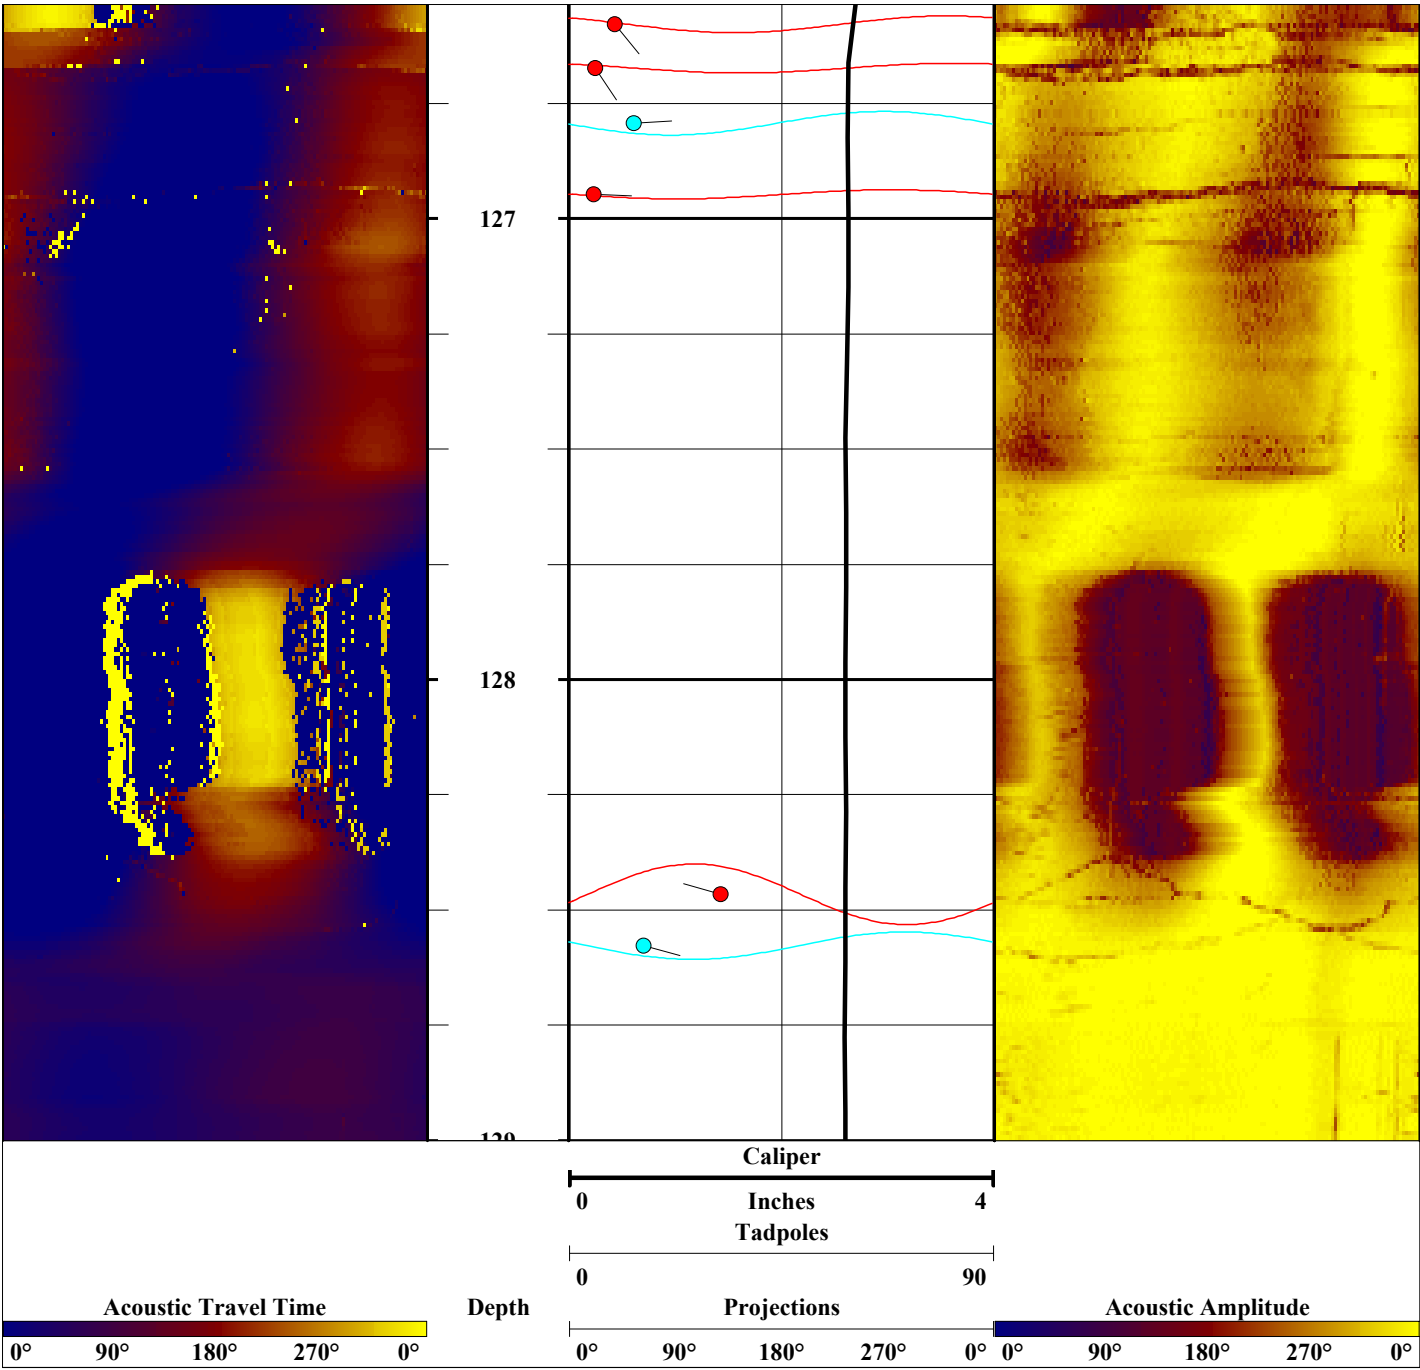 127
128
129
Caliper
0 Inches 4
Tadpoles
0 90
Acoustic Travel Time Depth Projections Acoustic Amplitude
0° 90° 180° 270° 0° 0° 90° 180° 270° 0° 0° 90° 180° 270° 0°